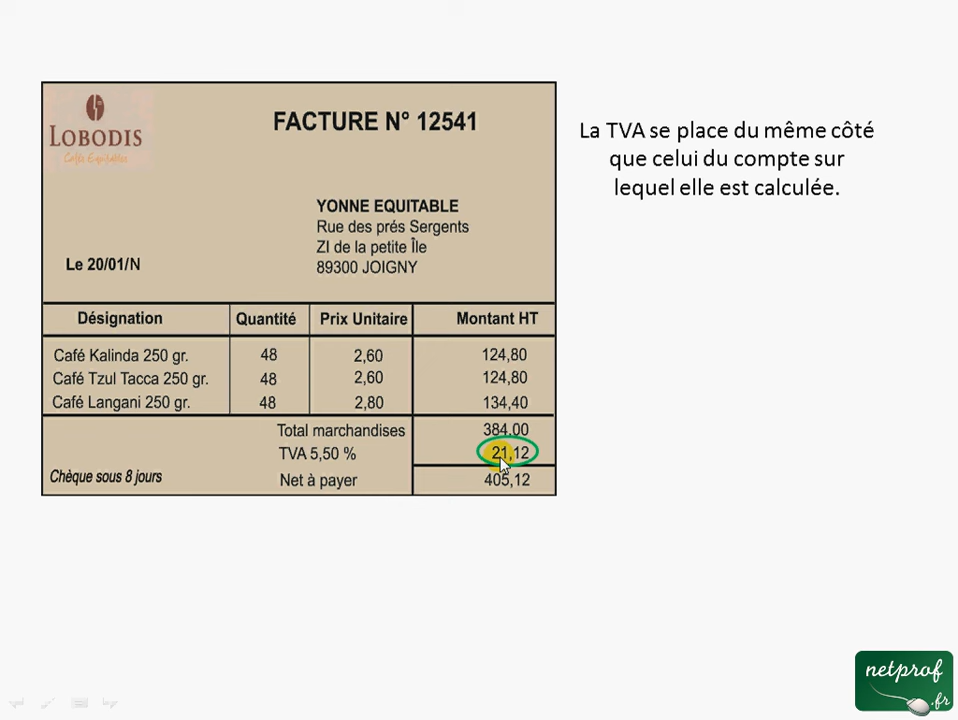 LOBODIS
Cafés Equitables
FACTURE N° 12541
La TVA se place du même côté
que celui du compte sur
lequel elle est calculée.
YONNE EQUITABLE
Rue des prés Sergents
ZI de la petite Île
89300 JOIGNY
Le 20/01/N
Désignation Quantité Prix Unitaire Montant HT
Café Kalinda 250 gr. 48 2,60 124,80
Café Tzul Tacca 250 gr. 48 2,60 124,80
Café Langani 250 gr. 48 2,80 134,40
Total marchandises 384,00
TVA 5,50 % 21,12
Chèque sous 8 jours Net à payer 405,12
netprof
.fr